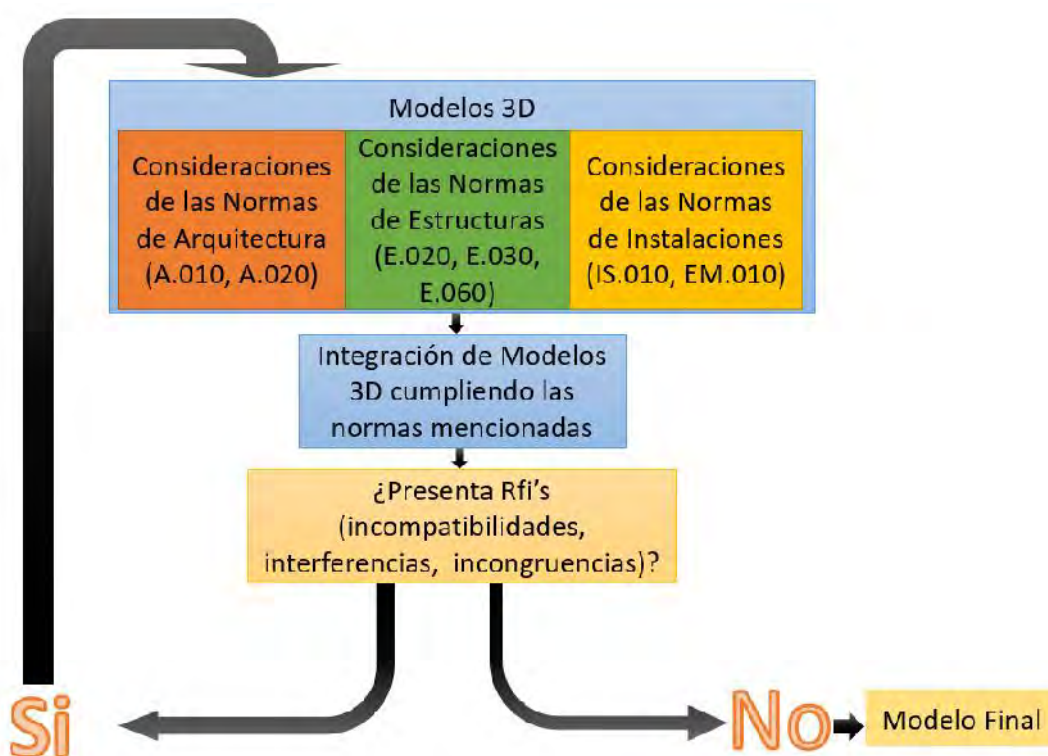 Modelos 3D
Consideraciones
de las Normas
de Arquitectura
(A.010, A.020)
Consideraciones
de las Normas
de Estructuras
(E.020, E.030,
E.060)
Consideraciones
de las Normas
de Instalaciones
(IS.010, EM.010)
Integración de Modelos
3D cumpliendo las
normas mencionadas
¿Presenta Rfi's
(incompatibilidades,
interferencias, incongruencias)?
Si
No
Modelo Final